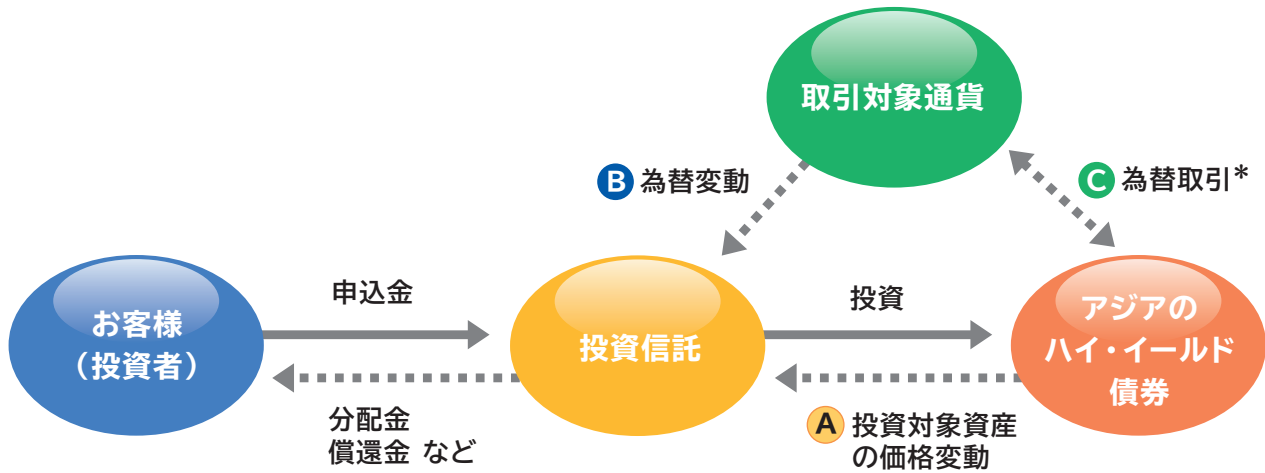 取引対象通貨
B 為替変動
C 為替取引*
お客様
（投資者）
申込金
投資信託
投資
アジアの
ハイ・イールド
債券
分配金
償還金 など
A 投資対象資産
の価格変動